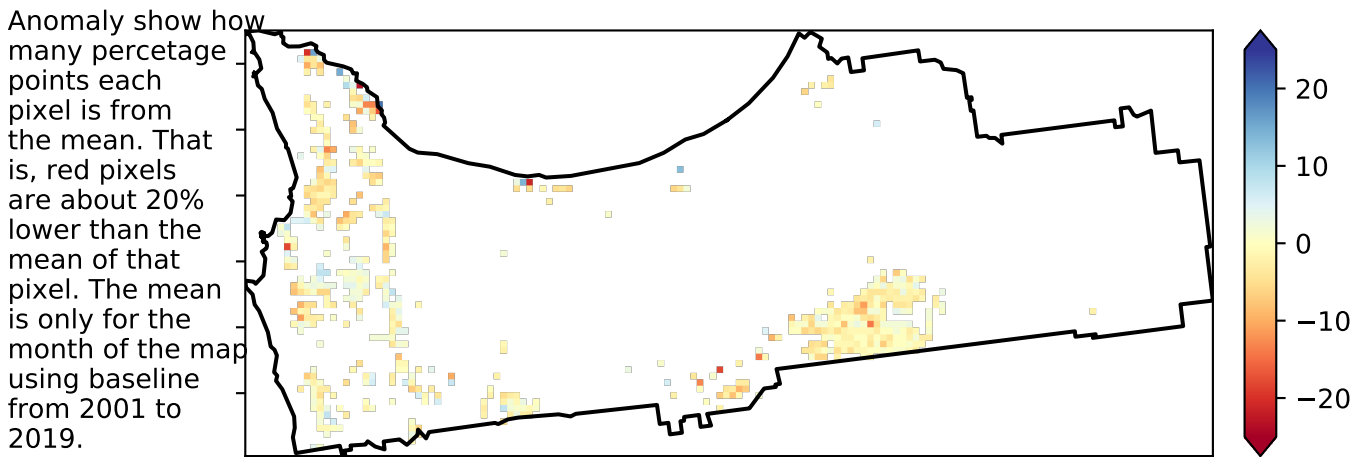 Anomaly show how
many percetage
points each
pixel is from
the mean. That
is, red pixels
are about 20%
lower than the
mean of that
pixel. The mean
is only for the
month of the map
using baseline
from 2001 to
2019.
20
10
0
−10
−20